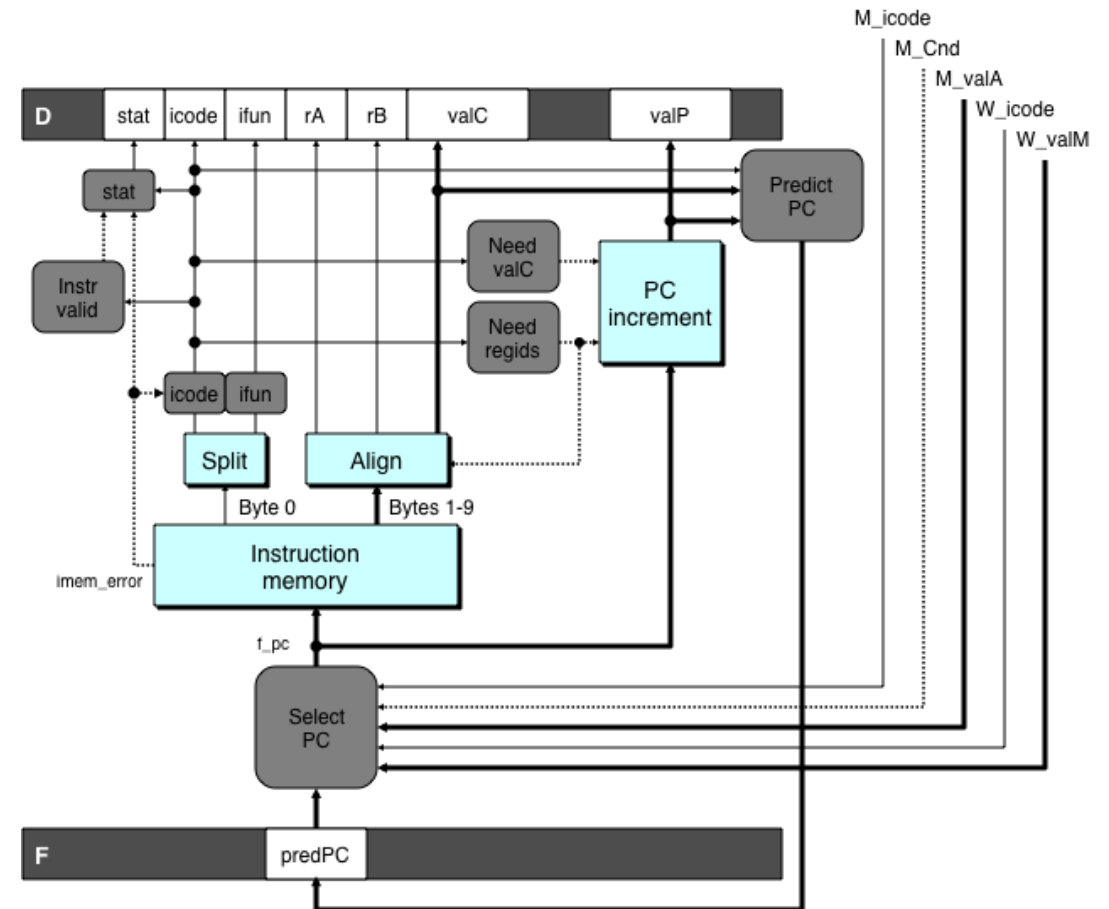 M_icode
M_Cnd
M_valA
W_icode
W_valM
D stat icode ifun rA rB valC valP
stat
Predict
PC
Need
valC
Instr
valid
PC
increment
Need
regids
icode ifun
Split
Align
Byte 0
Bytes 1-9
Instruction
memory
imem_error
f_pc
Select
PC
F predPC